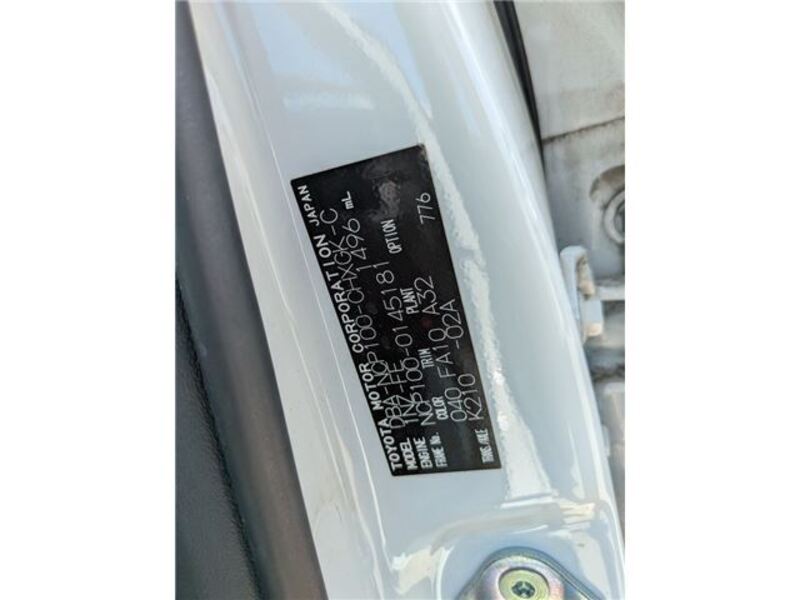 TOYOTA MOTOR CORPORATION JAPAN
MODEL DBA-NCP100-CHXGK-C
ENGINE 1NZ-FE 1496 mL
FRAME No. NCP100-0145181
COLOR TRIM PLANT OPTION
040 FA10 A32 776
TRANS/AXLE K210 -02A